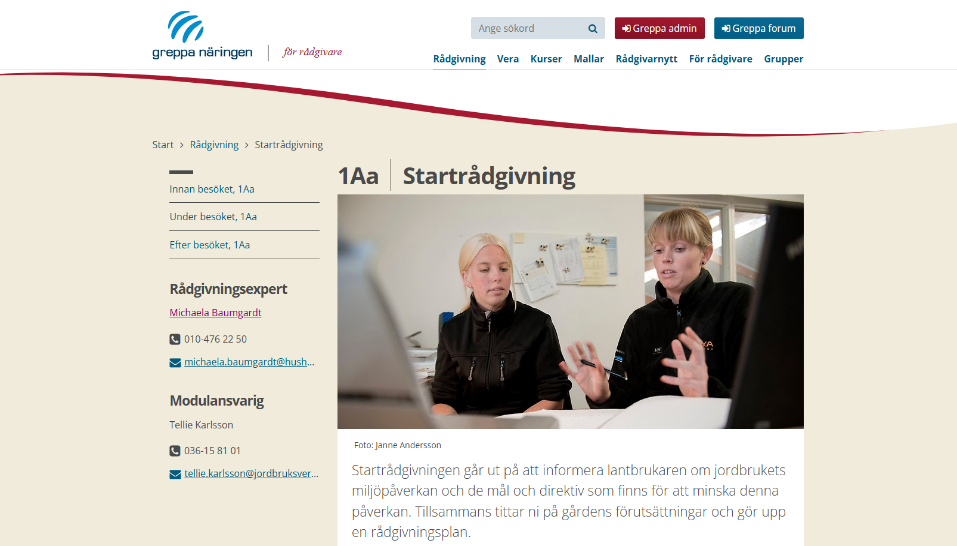 Ange sökord
Greppa admin
Greppa forum
greppa näringen
för rådgivare
Rådgivning Vera Kurser Mallar Rådgivarnytt För rådgivare Grupper
Start > Rådgivning > Startrådgivning
1Aa Startrådgivning
Innan besöket, 1Aa
Under besöket, 1Aa
Efter besöket, 1Aa
Rådgivningsexpert
Michaela Baumgardt
010-476 22 50
michaela.baumgardt@hush...
Modulansvarig
Tellie Karlsson
036-15 81 01
tellie.karlsson@jordbruksver...
Foto: Janne Andersson
Startrådgivningen går ut på att informera lantbrukaren om jordbrukets
miljöpåverkan och de mål och direktiv som finns för att minska denna
påverkan. Tillsammans tittar ni på gårdens förutsättningar och gör upp
en rådgivningsplan.